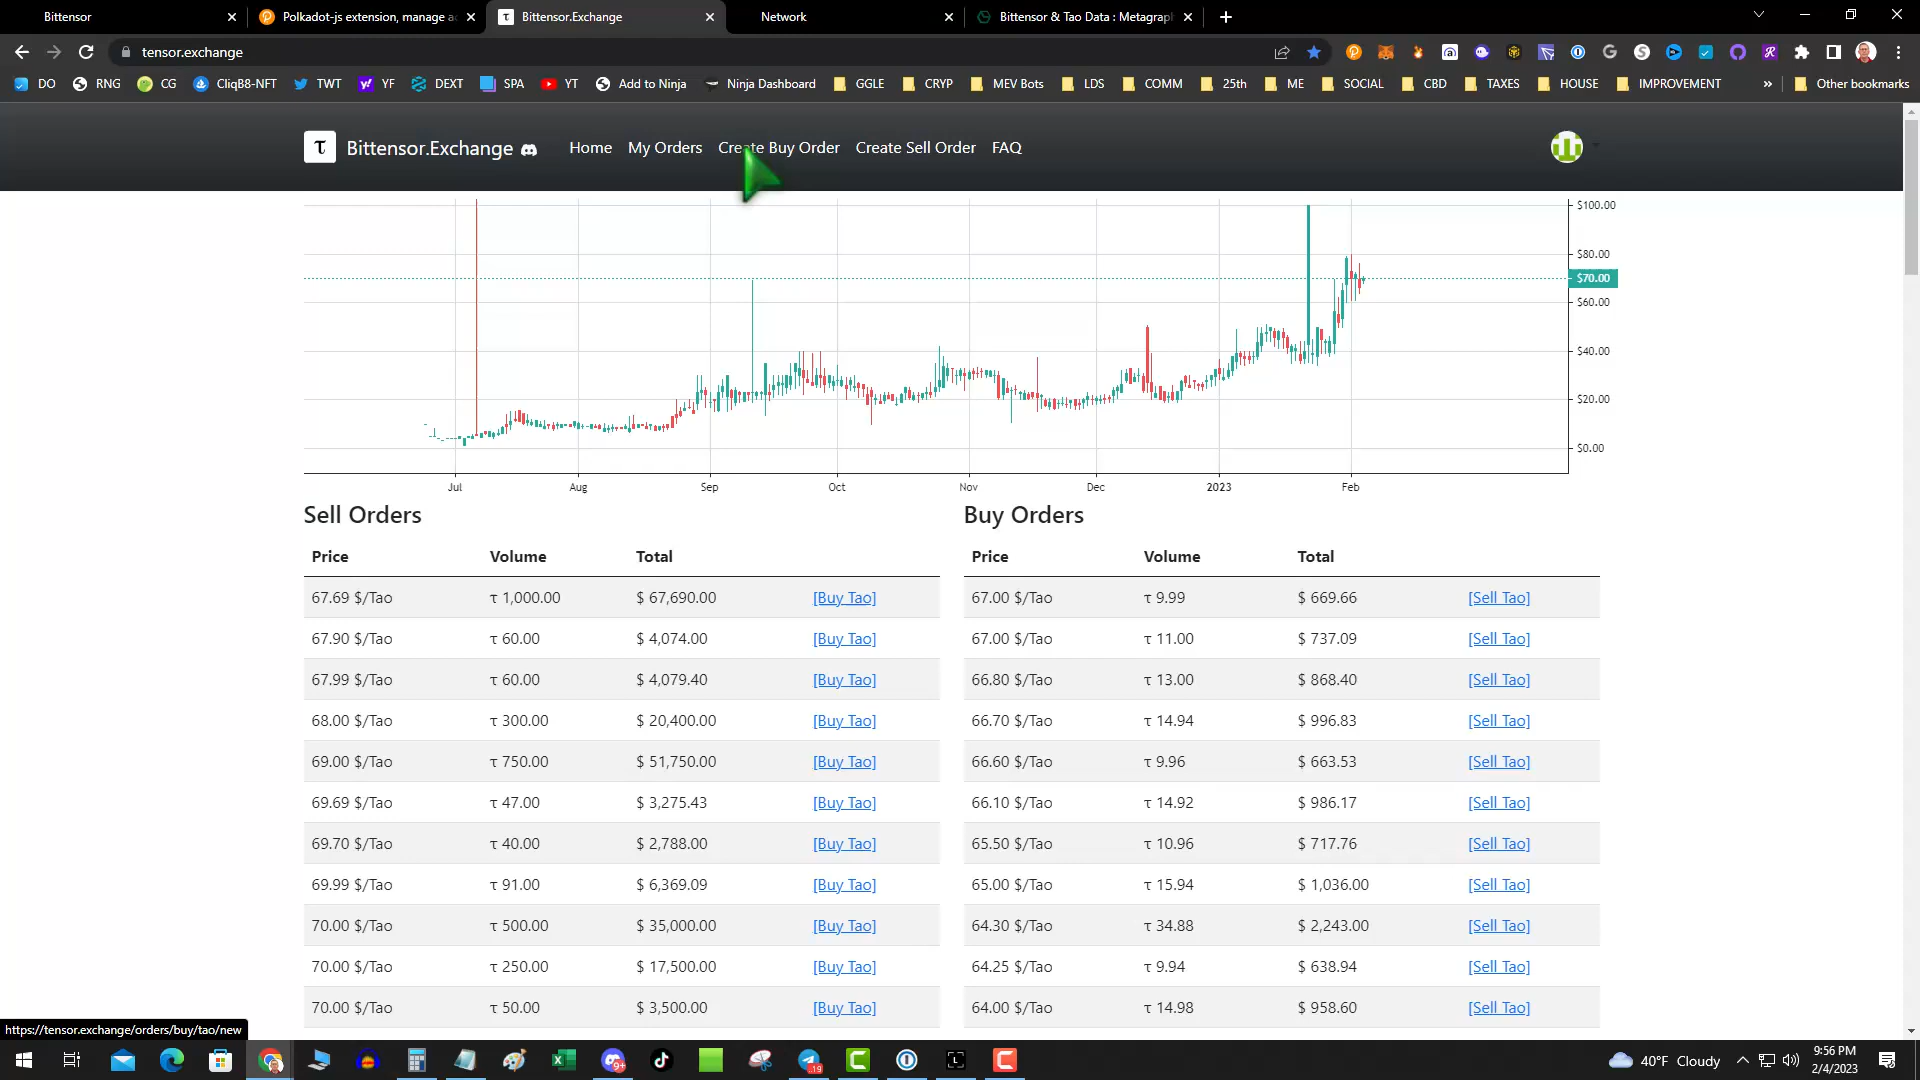 Bittensor
Polkadot-js extension, manage ac
Bittensor.Exchange
Network
Bittensor & Tao Data : Metagraph
tensor.exchange
DO
RNG
CG
CliqB8-NFT
TWT
YF
DEXT
SPA
YT
Add to Ninja
Ninja Dashboard
GGLE
CRYP
MEV Bots
LDS
COMM
25th
ME
SOCIAL
CBD
TAXES
HOUSE
IMPROVEMENT
»
Other bookmarks
τ Bittensor.Exchange
Home
My Orders
Create Buy Order
Create Sell Order
FAQ
$100.00
$80.00
$70.00
$60.00
$40.00
$20.00
$0.00
Jul Aug Sep Oct Nov Dec 2023 Feb
Sell Orders
Price Volume Total
67.69 $/Tao τ 1,000.00 $ 67,690.00 [Buy Tao]
67.90 $/Tao τ 60.00 $ 4,074.00 [Buy Tao]
67.99 $/Tao τ 60.00 $ 4,079.40 [Buy Tao]
68.00 $/Tao τ 300.00 $ 20,400.00 [Buy Tao]
69.00 $/Tao τ 750.00 $ 51,750.00 [Buy Tao]
69.69 $/Tao τ 47.00 $ 3,275.43 [Buy Tao]
69.70 $/Tao τ 40.00 $ 2,788.00 [Buy Tao]
69.99 $/Tao τ 91.00 $ 6,369.09 [Buy Tao]
70.00 $/Tao τ 500.00 $ 35,000.00 [Buy Tao]
70.00 $/Tao τ 250.00 $ 17,500.00 [Buy Tao]
70.00 $/Tao τ 50.00 $ 3,500.00 [Buy Tao]
Buy Orders
Price Volume Total
67.00 $/Tao τ 9.99 $ 669.66 [Sell Tao]
67.00 $/Tao τ 11.00 $ 737.09 [Sell Tao]
66.80 $/Tao τ 13.00 $ 868.40 [Sell Tao]
66.70 $/Tao τ 14.94 $ 996.83 [Sell Tao]
66.60 $/Tao τ 9.96 $ 663.53 [Sell Tao]
66.10 $/Tao τ 14.92 $ 986.17 [Sell Tao]
65.50 $/Tao τ 10.96 $ 717.76 [Sell Tao]
65.00 $/Tao τ 15.94 $ 1,036.00 [Sell Tao]
64.30 $/Tao τ 34.88 $ 2,243.00 [Sell Tao]
64.25 $/Tao τ 9.94 $ 638.94 [Sell Tao]
64.00 $/Tao τ 14.98 $ 958.60 [Sell Tao]
https://tensor.exchange/orders/buy/tao/new
40°F Cloudy
9:56 PM
2/4/2023